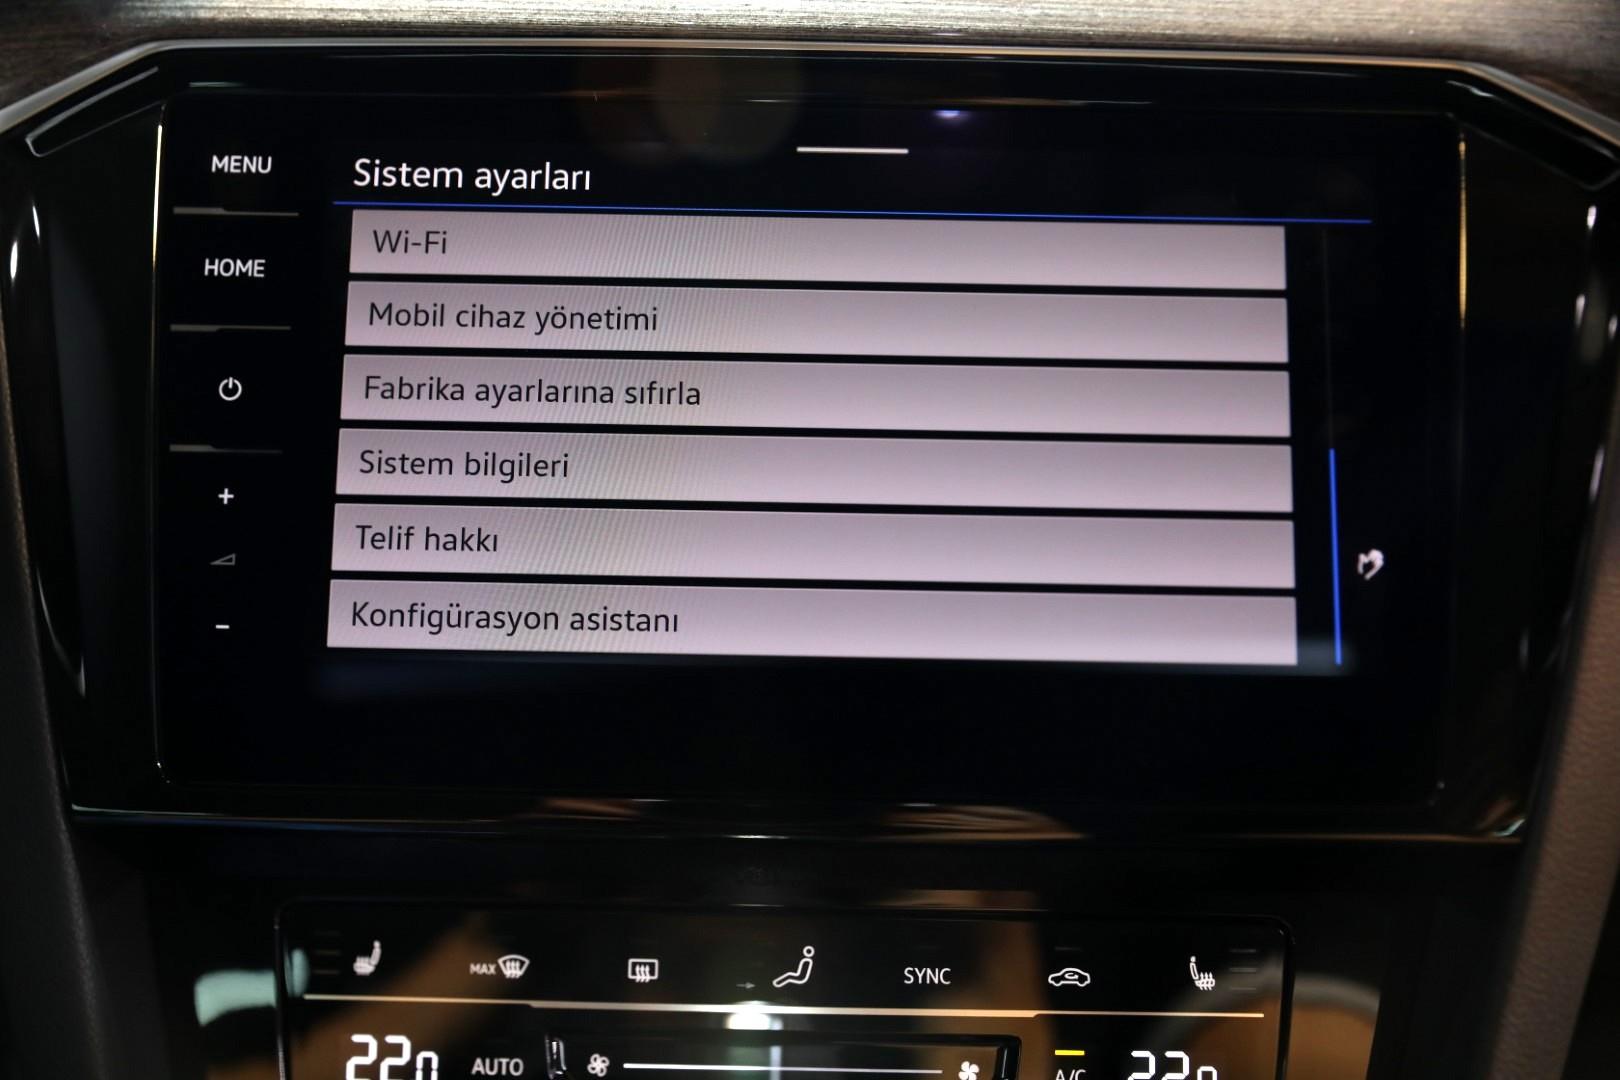 MENU
Sistem ayarları
Wi-Fi
HOME
Mobil cihaz yönetimi
Fabrika ayarlarına sıfırla
Sistem bilgileri
+
Telif hakkı
Konfigürasyon asistanı
-
MAX
SYNC
AUTO
A/C